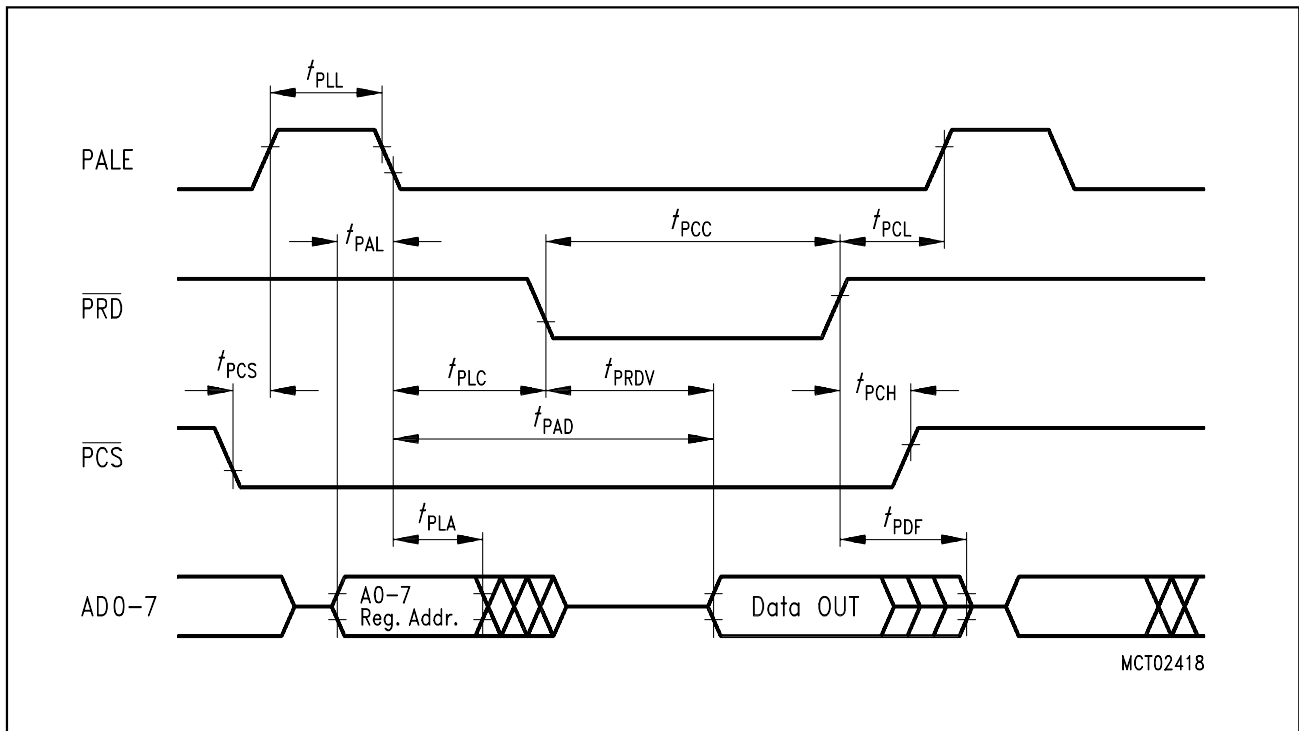 tPLL
PALE
tPAL
tPCC
tPCL
PRD
tPCS
tPLC
tPRDV
tPCH
tPAD
PCS
tPLA
tPDF
AD0-7
A0-7
Reg. Addr.
Data OUT
MCT02418